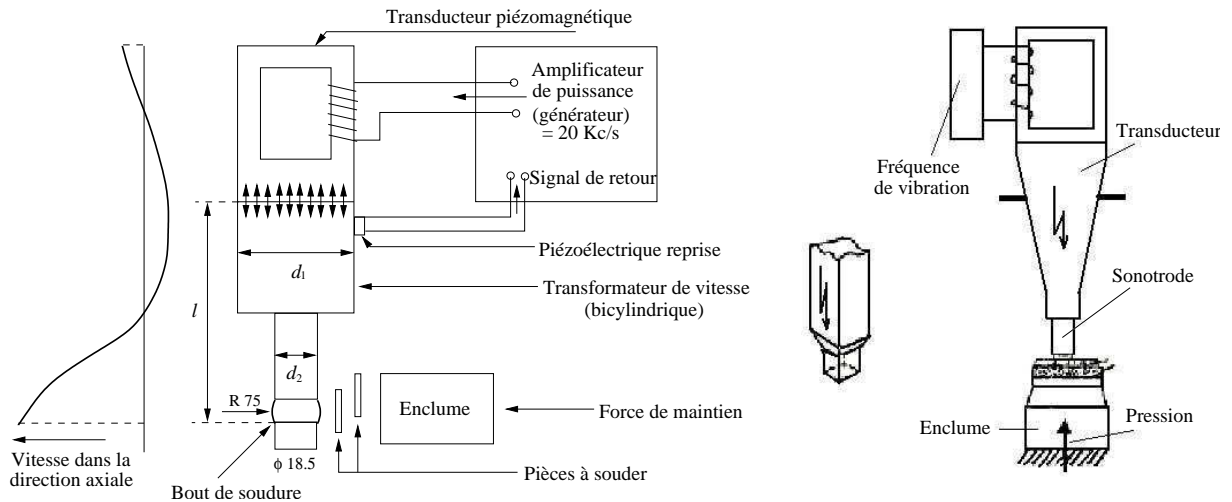 Transducteur piézomagnétique
Amplificateur
de puissance
(générateur)
= 20 Kc/s
Signal de retour
Piézoélectrique reprise
d1
Transformateur de vitesse
(bicylindrique)
l
d2
R 75
Enclume
Force de maintien
ϕ 18.5
Pièces à souder
Bout de soudure
Vitesse dans la
direction axiale
Transducteur
Fréquence
de vibration
Sonotrode
Enclume
Pression